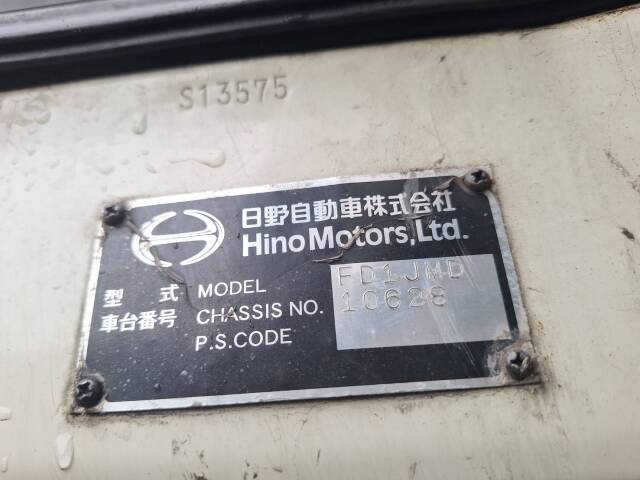 S13575
日野自動車株式会社
Hino Motors, Ltd.
型式 MODEL FD1JHD
車台番号 CHASSIS NO. 10628
P.S.CODE